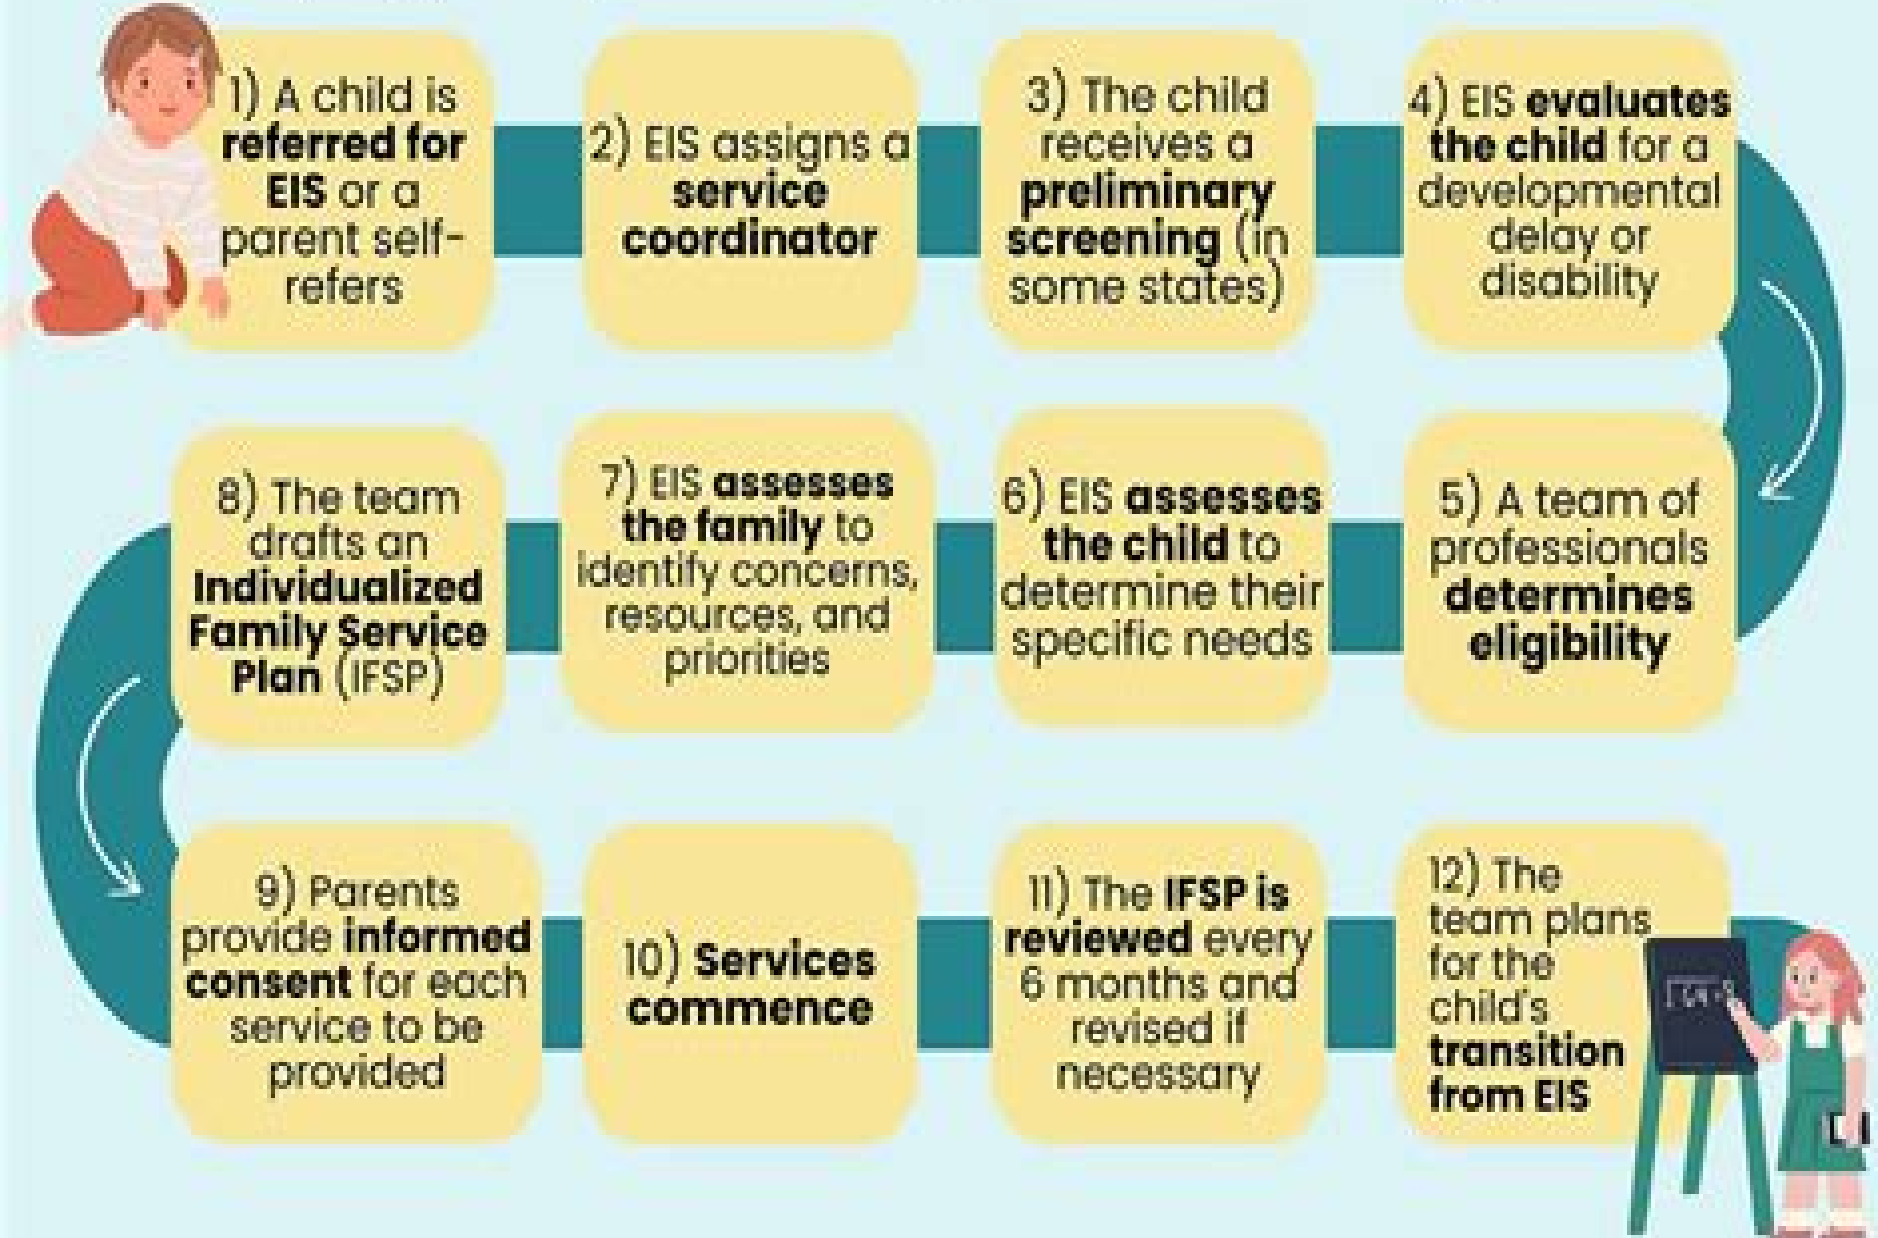 1) A child is
referred for
EIS or a
parent self-
refers
2) EIS assigns a
service
coordinator
3) The child
receives a
preliminary
screening (in
some states)
4) EIS evaluates
the child for a
developmental
delay or
disability
5) A team of
professionals
determines
eligibility
6) EIS assesses
the child to
determine their
specific needs
7) EIS assesses
the family to
identify concerns,
resources, and
priorities
8) The team
drafts an
Individualized
Family Service
Plan (IFSP)
9) Parents
provide informed
consent for each
service to be
provided
10) Services
commence
11) The IFSP is
reviewed every
6 months and
revised if
necessary
12) The
team plans
for the
child's
transition
from EIS